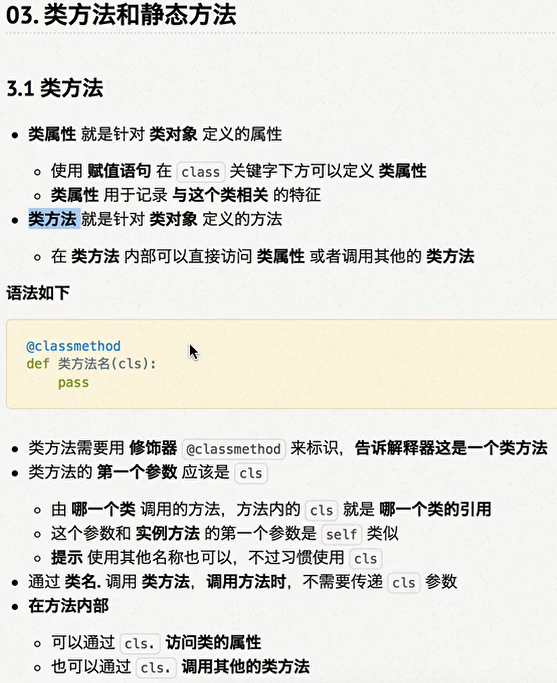 03. 类方法和静态方法
3.1 类方法
类属性 就是针对 类对象 定义的属性
使用 赋值语句 在 class 关键字下方可以定义 类属性
类属性 用于记录 与这个类相关 的特征
类方法 就是针对 类对象 定义的方法
在 类方法 内部可以直接访问 类属性 或者调用其他的 类方法
语法如下
@classmethod
def 类方法名(cls):
    pass
类方法需要用 修饰器 @classmethod 来标识，告诉解释器这是一个类方法
类方法的 第一个参数 应该是 cls
由 哪一个类 调用的方法，方法内的 cls 就是 哪一个类的引用
这个参数和 实例方法 的第一个参数是 self 类似
提示 使用其他名称也可以，不过习惯使用 cls
通过 类名. 调用 类方法，调用方法时，不需要传递 cls 参数
在方法内部
可以通过 cls. 访问类的属性
也可以通过 cls. 调用其他的类方法